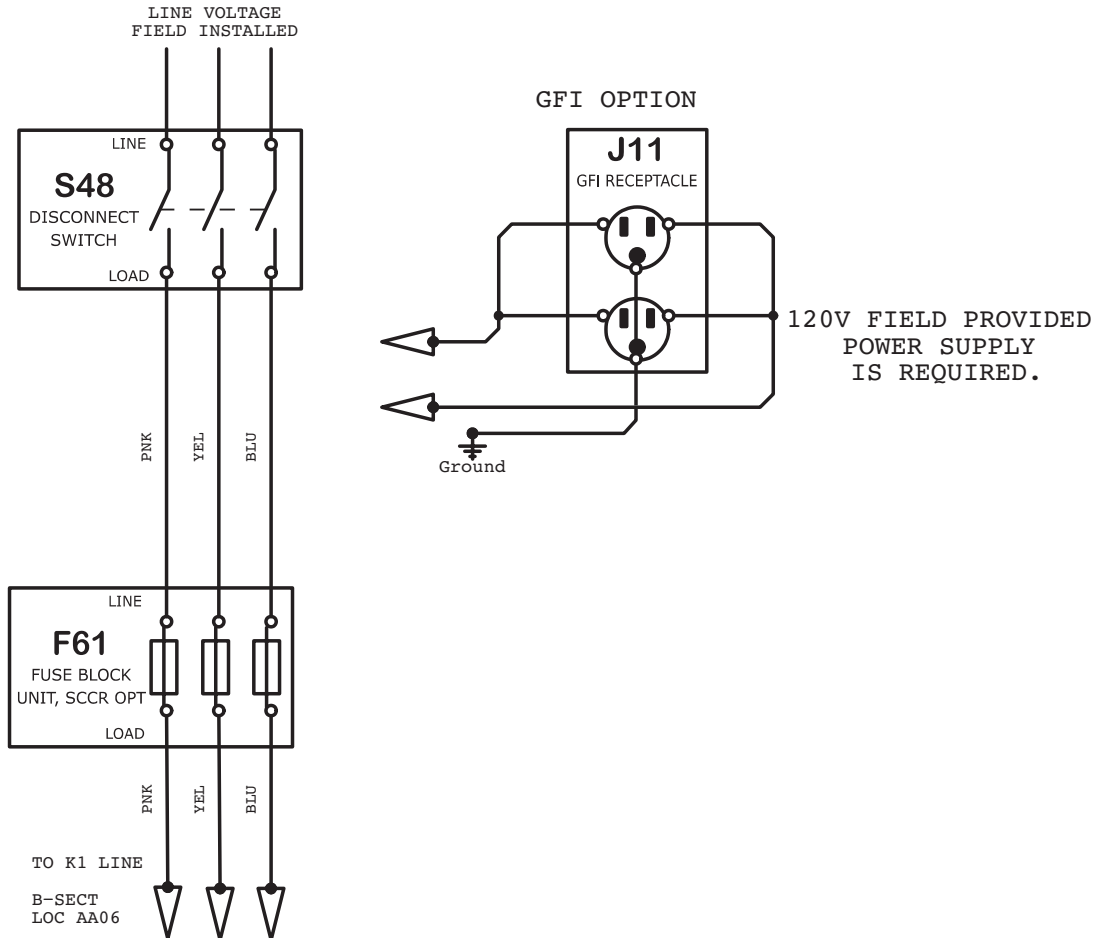 LINE VOLTAGE
FIELD INSTALLED
LINE
S48
DISCONNECT
SWITCH
LOAD
GFI OPTION
J11
GFI RECEPTACLE
120V FIELD PROVIDED
POWER SUPPLY
IS REQUIRED.
Ground
PNK
YEL
BLU
LINE
F61
FUSE BLOCK
UNIT, SCCR OPT
LOAD
PNK
YEL
BLU
TO K1 LINE
B-SECT
LOC AA06